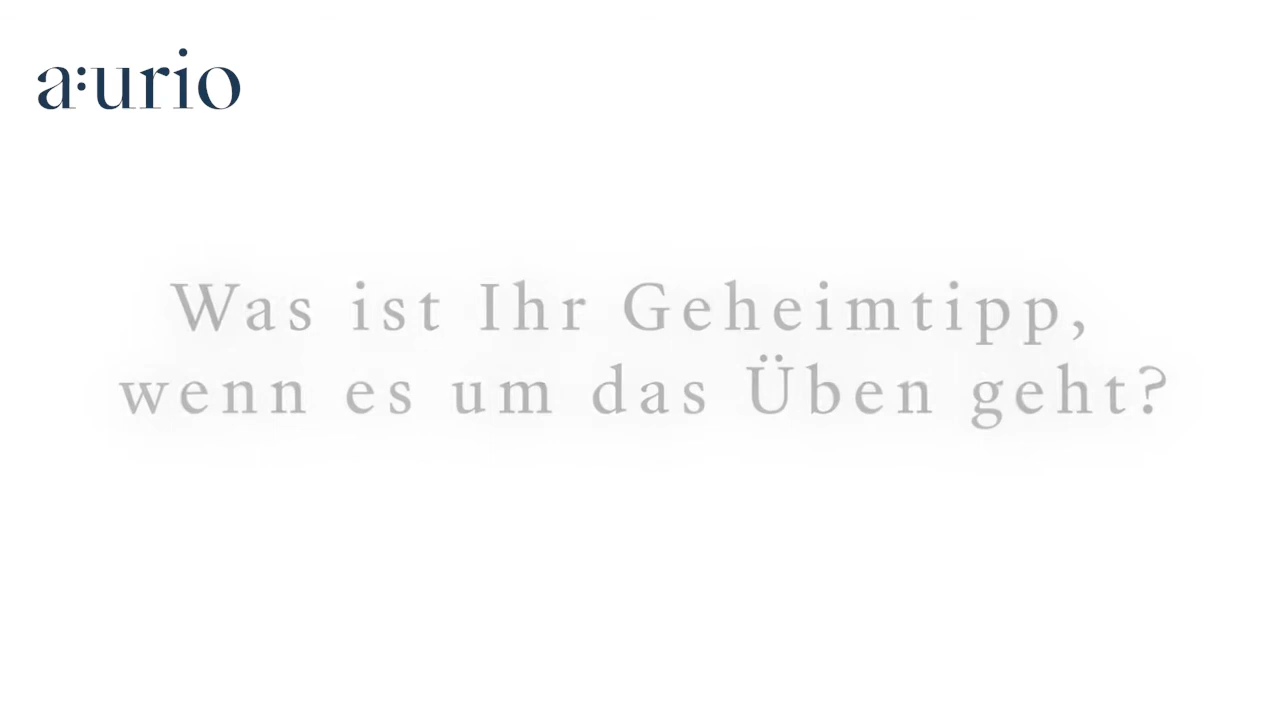 a:urio
Was ist Ihr Geheimtipp,
wenn es um das Üben geht?